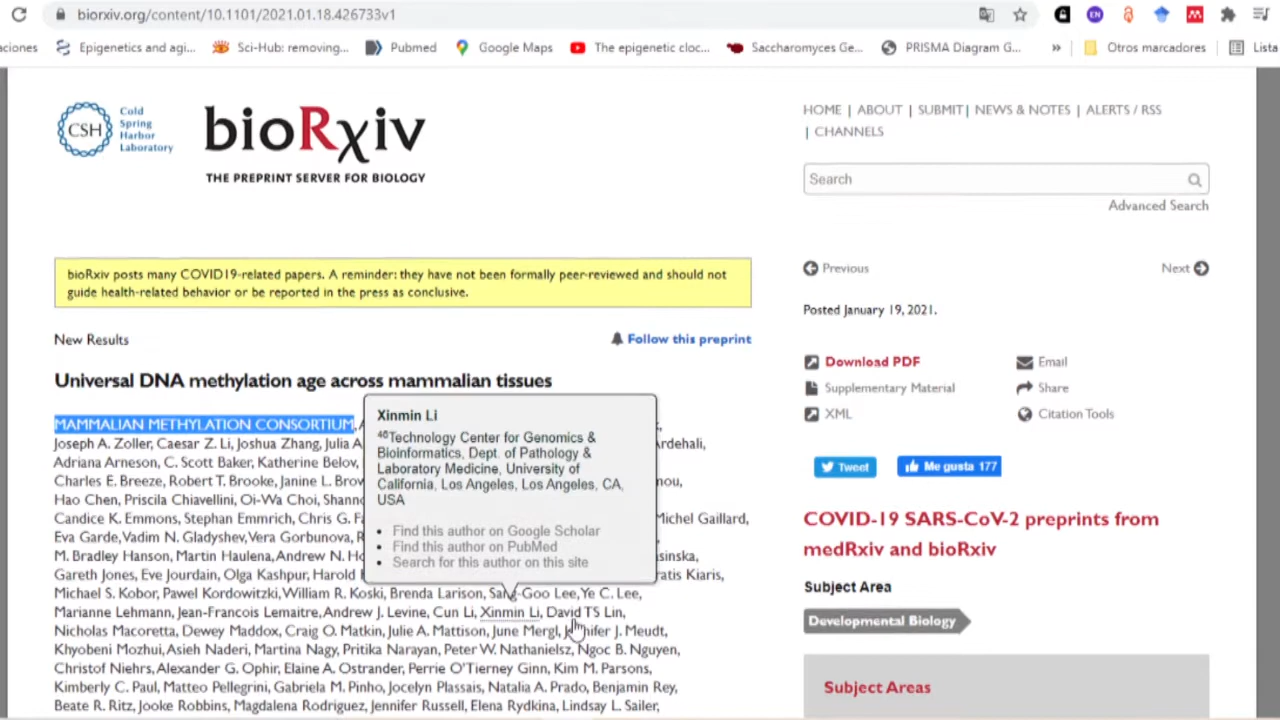 biorxiv.org/content/10.1101/2021.01.18.426733v1
EN
aciones
Epigenetics and agi...
Sci-Hub: removing...
Pubmed
Google Maps
The epigenetic cloc...
Saccharomyces Ge...
PRISMA Diagram G...
»
Otros marcadores
Lista
CSH
Cold
Spring
Harbor
Laboratory
bioRxiv
THE PREPRINT SERVER FOR BIOLOGY
HOME | ABOUT | SUBMIT | NEWS & NOTES | ALERTS / RSS
| CHANNELS
Search
Advanced Search
bioRxiv posts many COVID19-related papers. A reminder: they have not been formally peer-reviewed and should not
guide health-related behavior or be reported in the press as conclusive.
Previous
Next
Posted January 19, 2021.
New Results
Follow this preprint
Universal DNA methylation age across mammalian tissues
MAMMALIAN METHYLATION CONSORTIUM,
Joseph A. Zoller, Caesar Z. Li, Joshua Zhang, Julia A
rdehali,
Adriana Arneson, C. Scott Baker, Katherine Belov,
Charles E. Breeze, Robert T. Brooke, Janine L. Brow
nou,
Hao Chen, Priscila Chiavellini, Oi-Wa Choi, Shann
Candice K. Emmons, Stephan Emmrich, Chris G. Fa
Michel Gaillard,
Eva Garde, Vadim N. Gladyshev, Vera Gorbunova, R
M. Bradley Hanson, Martin Haulena, Andrew N. Ho
sinska,
Gareth Jones, Eve Jourdain, Olga Kashpur, Harold
ratis Kiaris,
Michael S. Kobor, Pawel Kordowitzki, William R. Koski, Brenda Larison, Sang-Goo Lee, Ye C. Lee,
Marianne Lehmann, Jean-Francois Lemaitre, Andrew J. Levine, Cun Li, Xinmin Li, David TS Lin,
Nicholas Macoretta, Dewey Maddox, Craig O. Matkin, Julie A. Mattison, June Mergl, Jennifer J. Meudt,
Khyobeni Mozhui, Asieh Naderi, Martina Nagy, Pritika Narayan, Peter W. Nathanielsz, Ngoc B. Nguyen,
Christof Niehrs, Alexander G. Ophir, Elaine A. Ostrander, Perrie O'Tierney Ginn, Kim M. Parsons,
Kimberly C. Paul, Matteo Pellegrini, Gabriela M. Pinho, Jocelyn Plassais, Natalia A. Prado, Benjamin Rey,
Beate R. Ritz, Jooke Robbins, Magdalena Rodriguez, Jennifer Russell, Elena Rydkina, Lindsay L. Sailer,
Xinmin Li
46Technology Center for Genomics &
Bioinformatics, Dept. of Pathology &
Laboratory Medicine, University of
California, Los Angeles, Los Angeles, CA,
USA
Find this author on Google Scholar
Find this author on PubMed
Search for this author on this site
Download PDF
Email
Supplementary Material
Share
XML
Citation Tools
Tweet
Me gusta 177
COVID-19 SARS-CoV-2 preprints from
medRxiv and bioRxiv
Subject Area
Developmental Biology
Subject Areas